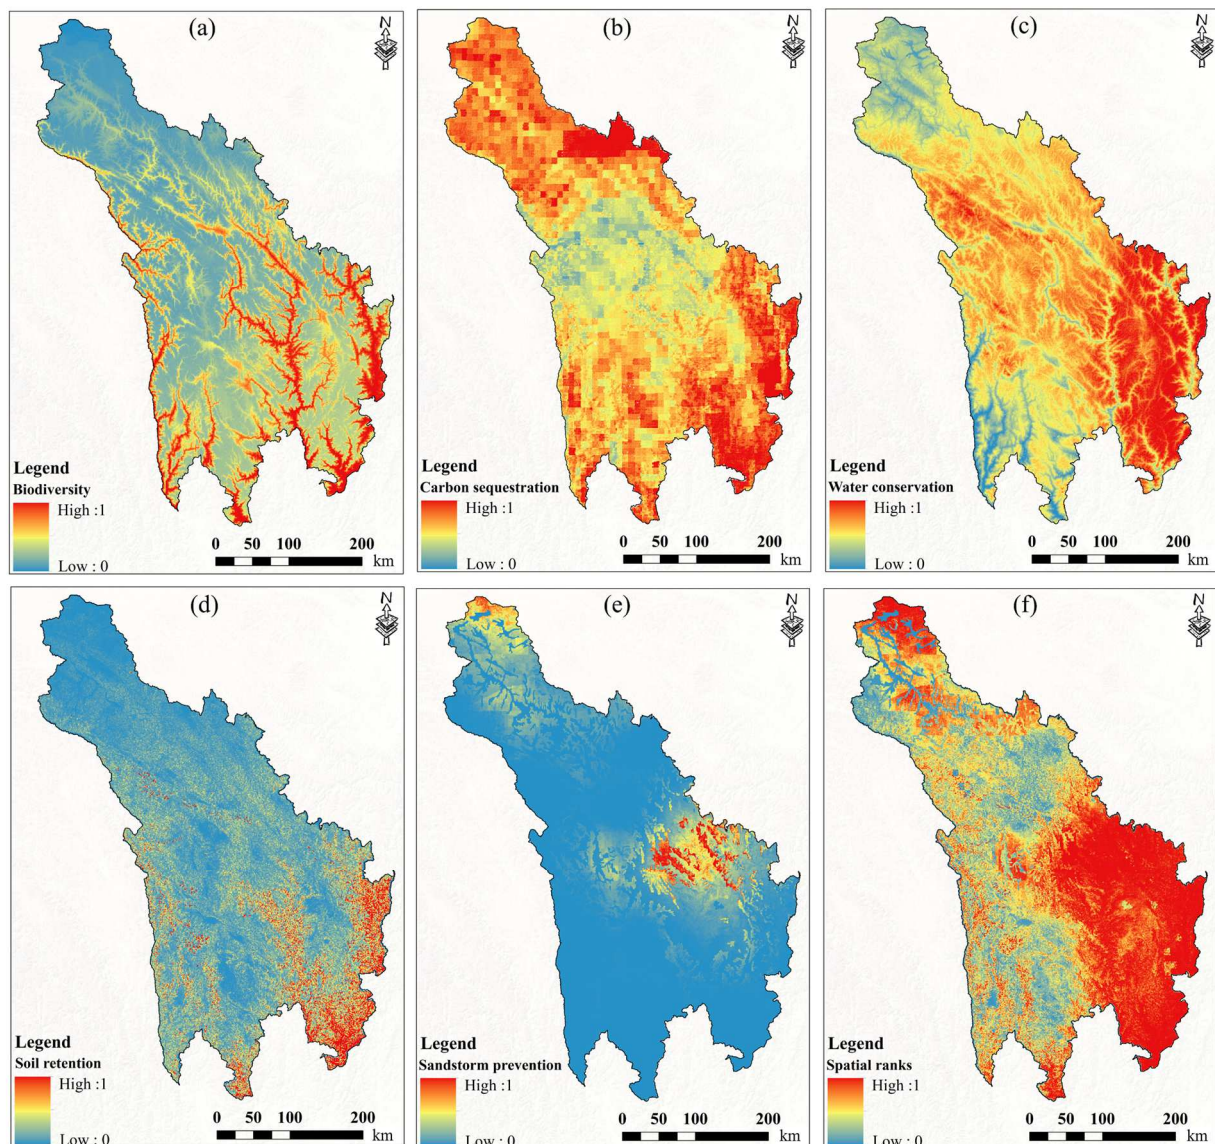 (a)
N
Legend
Biodiversity
High :1
Low : 0
0 50 100 200
km
(b)
N
Legend
Carbon sequestration
High :1
Low : 0
0 50 100 200
km
(c)
N
Legend
Water conservation
High :1
Low : 0
0 50 100 200
km
(d)
N
Legend
Soil retention
High :1
Low : 0
0 50 100 200
km
(e)
N
Legend
Sandstorm prevention
High :1
Low : 0
0 50 100 200
km
(f)
N
Legend
Spatial ranks
High :1
Low : 0
0 50 100 200
km